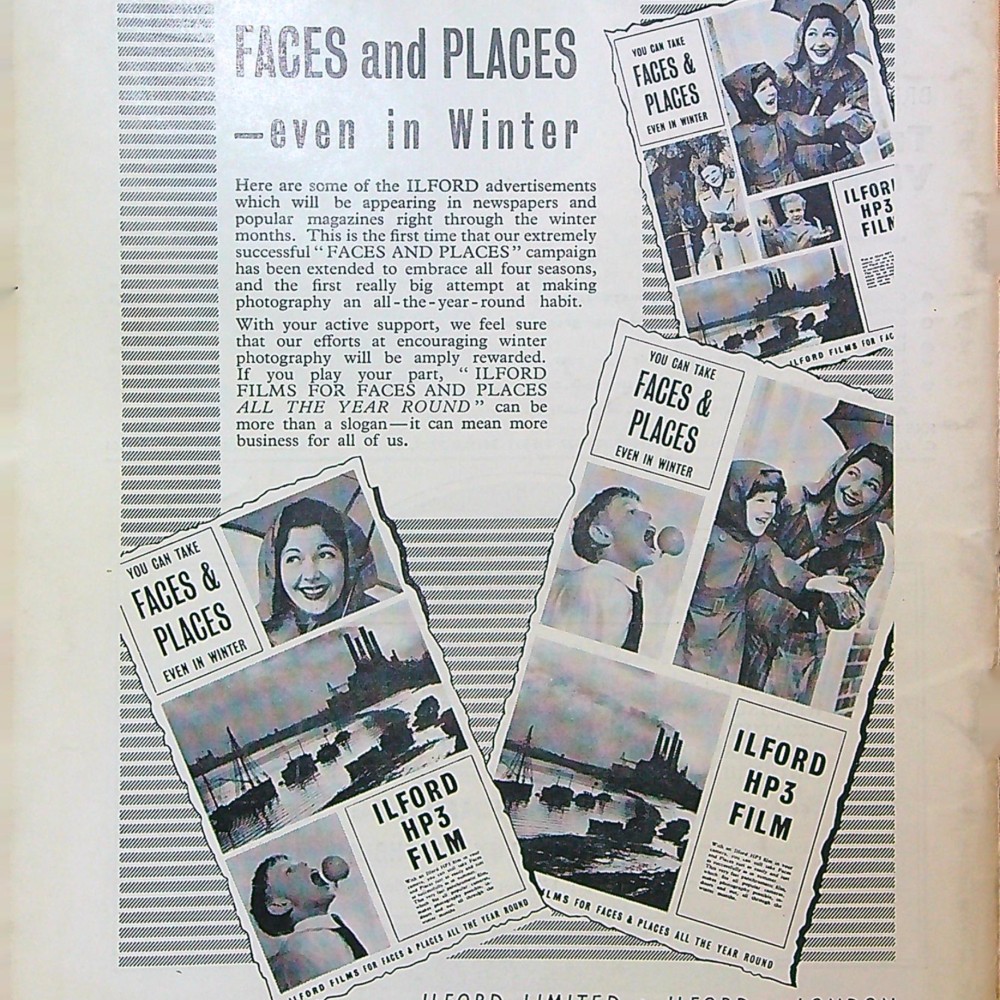 FACES and PLACES
—even in Winter
Here are some of the ILFORD advertisements
which will be appearing in newspapers and
popular magazines right through the winter
months. This is the first time that our extremely
successful "FACES AND PLACES" campaign
has been extended to embrace all four seasons,
and the first really big attempt at making
photography an all-the-year-round habit.
With your active support, we feel sure
that our efforts at encouraging winter
photography will be amply rewarded.
If you play your part, "ILFORD
FILMS FOR FACES AND PLACES
ALL THE YEAR ROUND" can be
more than a slogan—it can mean more
business for all of us.
YOU CAN TAKE
FACES &
PLACES
EVEN IN WINTER
ILFORD
HP3
FILM
ILFORD FILMS FOR FAC
YOU CAN TAKE
FACES &
PLACES
EVEN IN WINTER
ILFORD
HP3
FILM
FILMS FOR FACES & PLACES ALL THE YEAR ROUND
YOU CAN TAKE
FACES &
PLACES
EVEN IN WINTER
ILFORD
HP3
FILM
ILFORD FILMS FOR FACES & PLACES ALL THE YEAR ROUND
ILFORD LIMITED · ILFORD · LONDON